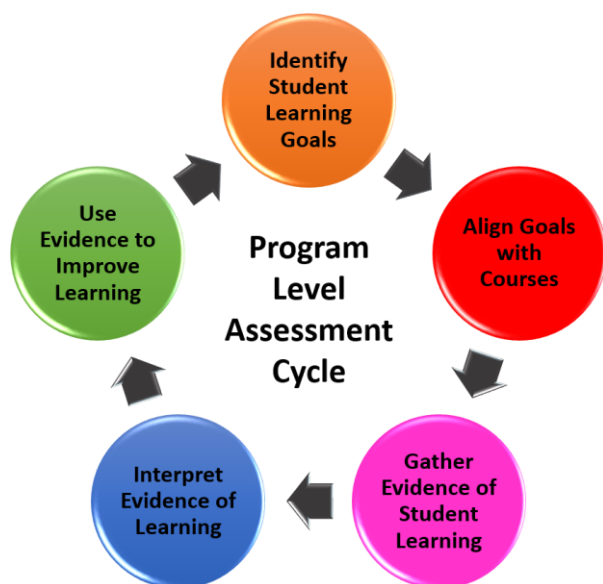 Identify
Student
Learning
Goals
Align Goals
with
Courses
Gather
Evidence of
Student
Learning
Interpret
Evidence of
Learning
Use
Evidence to
Improve
Learning
Program
Level
Assessment
Cycle